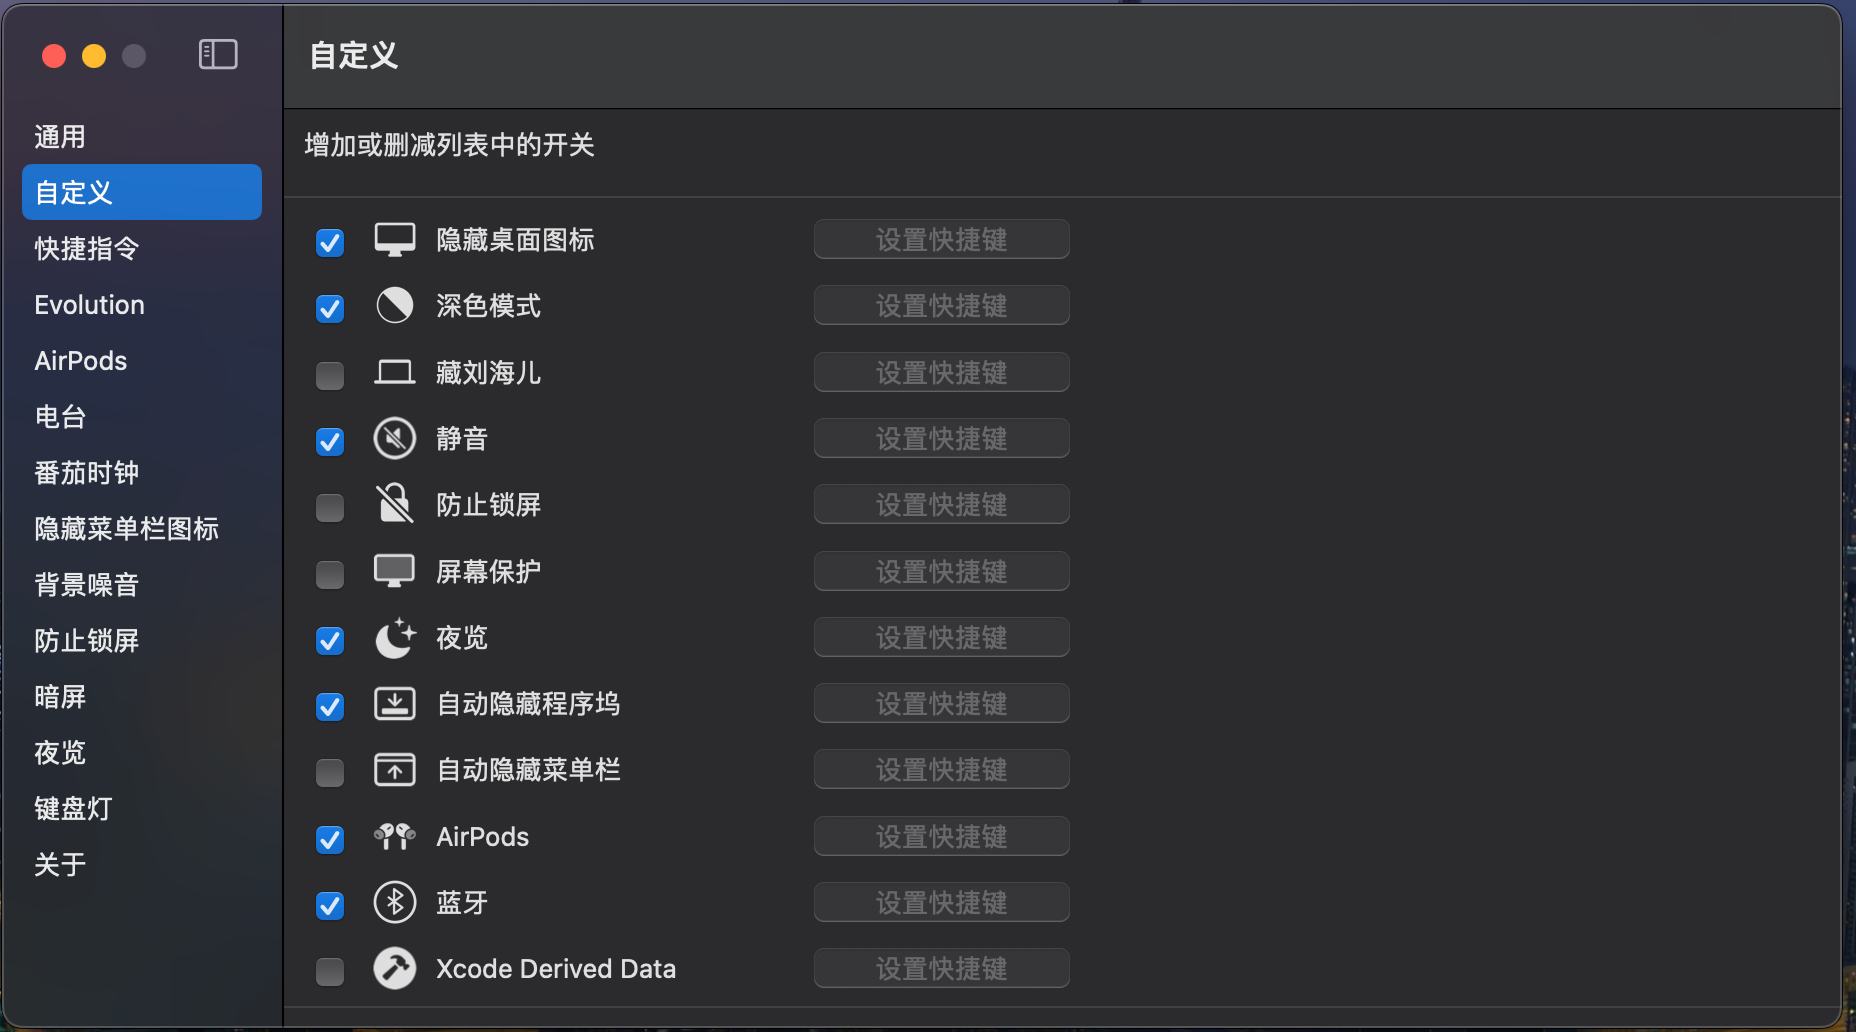 自定义
通用
自定义
快捷指令
Evolution
AirPods
电台
番茄时钟
隐藏菜单栏图标
背景噪音
防止锁屏
暗屏
夜览
键盘灯
关于
增加或删减列表中的开关
隐藏桌面图标 设置快捷键
深色模式 设置快捷键
藏刘海儿 设置快捷键
静音 设置快捷键
防止锁屏 设置快捷键
屏幕保护 设置快捷键
夜览 设置快捷键
自动隐藏程序坞 设置快捷键
自动隐藏菜单栏 设置快捷键
AirPods 设置快捷键
蓝牙 设置快捷键
Xcode Derived Data 设置快捷键